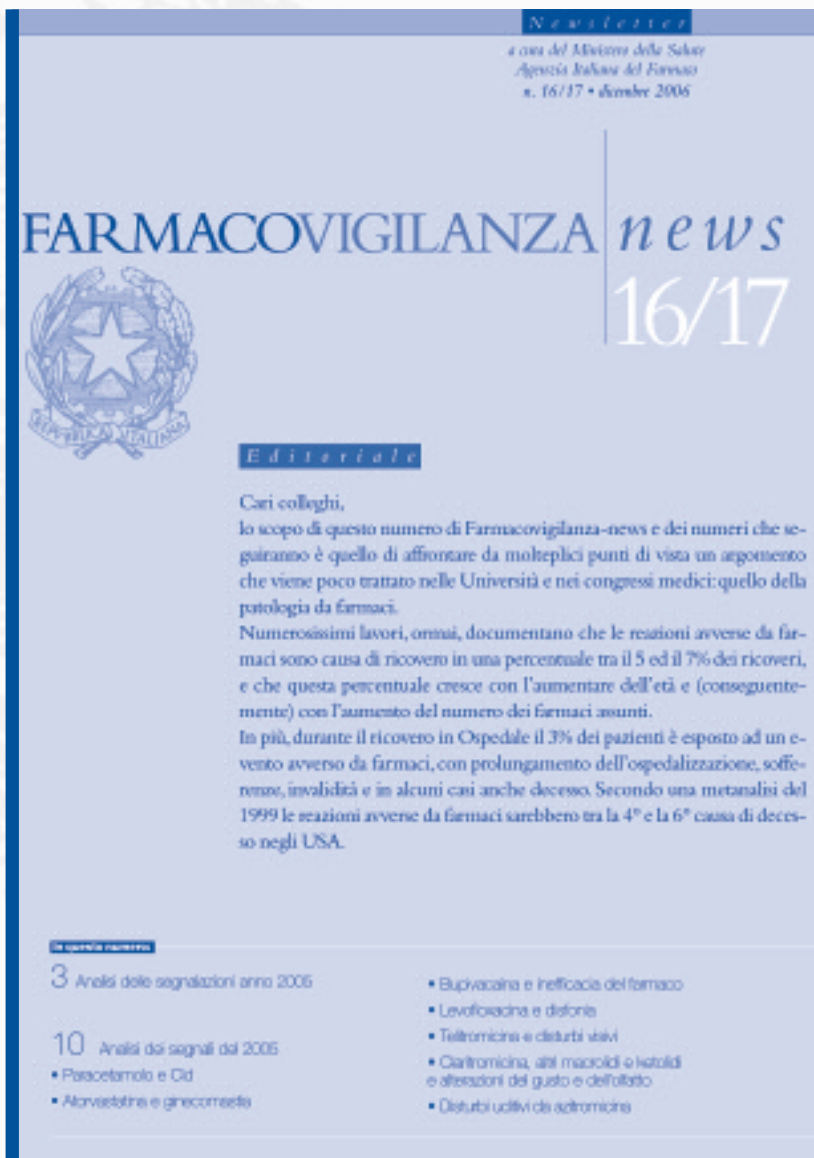 Newsletter
a cura del Ministero della Salute
Agenzia Italiana del Farmaco
n. 16/17 • dicembre 2006
FARMACOVIGILANZA news
16/17
REPVBBLICA ITALIANA
Editoriale
Cari colleghi,
lo scopo di questo numero di Farmacovigilanza-news e dei numeri che se-
guiranno è quello di affrontare da molteplici punti di vista un argomento
che viene poco trattato nelle Università e nei congressi medici: quello della
patologia da farmaci.
Numerosissimi lavori, ormai, documentano che le reazioni avverse da far-
maci sono causa di ricovero in una percentuale tra il 5 ed il 7% dei ricoveri,
e che questa percentuale cresce con l'aumentare dell'età e (conseguente-
mente) con l'aumento del numero dei farmaci assunti.
In più, durante il ricovero in Ospedale il 3% dei pazienti è esposto ad un e-
vento avverso da farmaci, con prolungamento dell'ospedalizzazione, soffe-
renze, invalidità e in alcuni casi anche decesso. Secondo una metanalisi del
1999 le reazioni avverse da farmaci sarebbero tra la 4ª e la 6ª causa di deces-
so negli USA.
In questo numero
3 Analisi delle segnalazioni anno 2005
10 Analisi dei segnali del 2005
• Paracetamolo e Cid
• Atorvastatina e ginecomastia
• Bupivacaina e inefficacia del farmaco
• Levofloxacina e disfonia
• Telitromicina e disturbi visivi
• Claritromicina, altri macrolidi e ketolidi
e alterazioni del gusto e dell'olfatto
• Disturbi uditivi da azitromicina